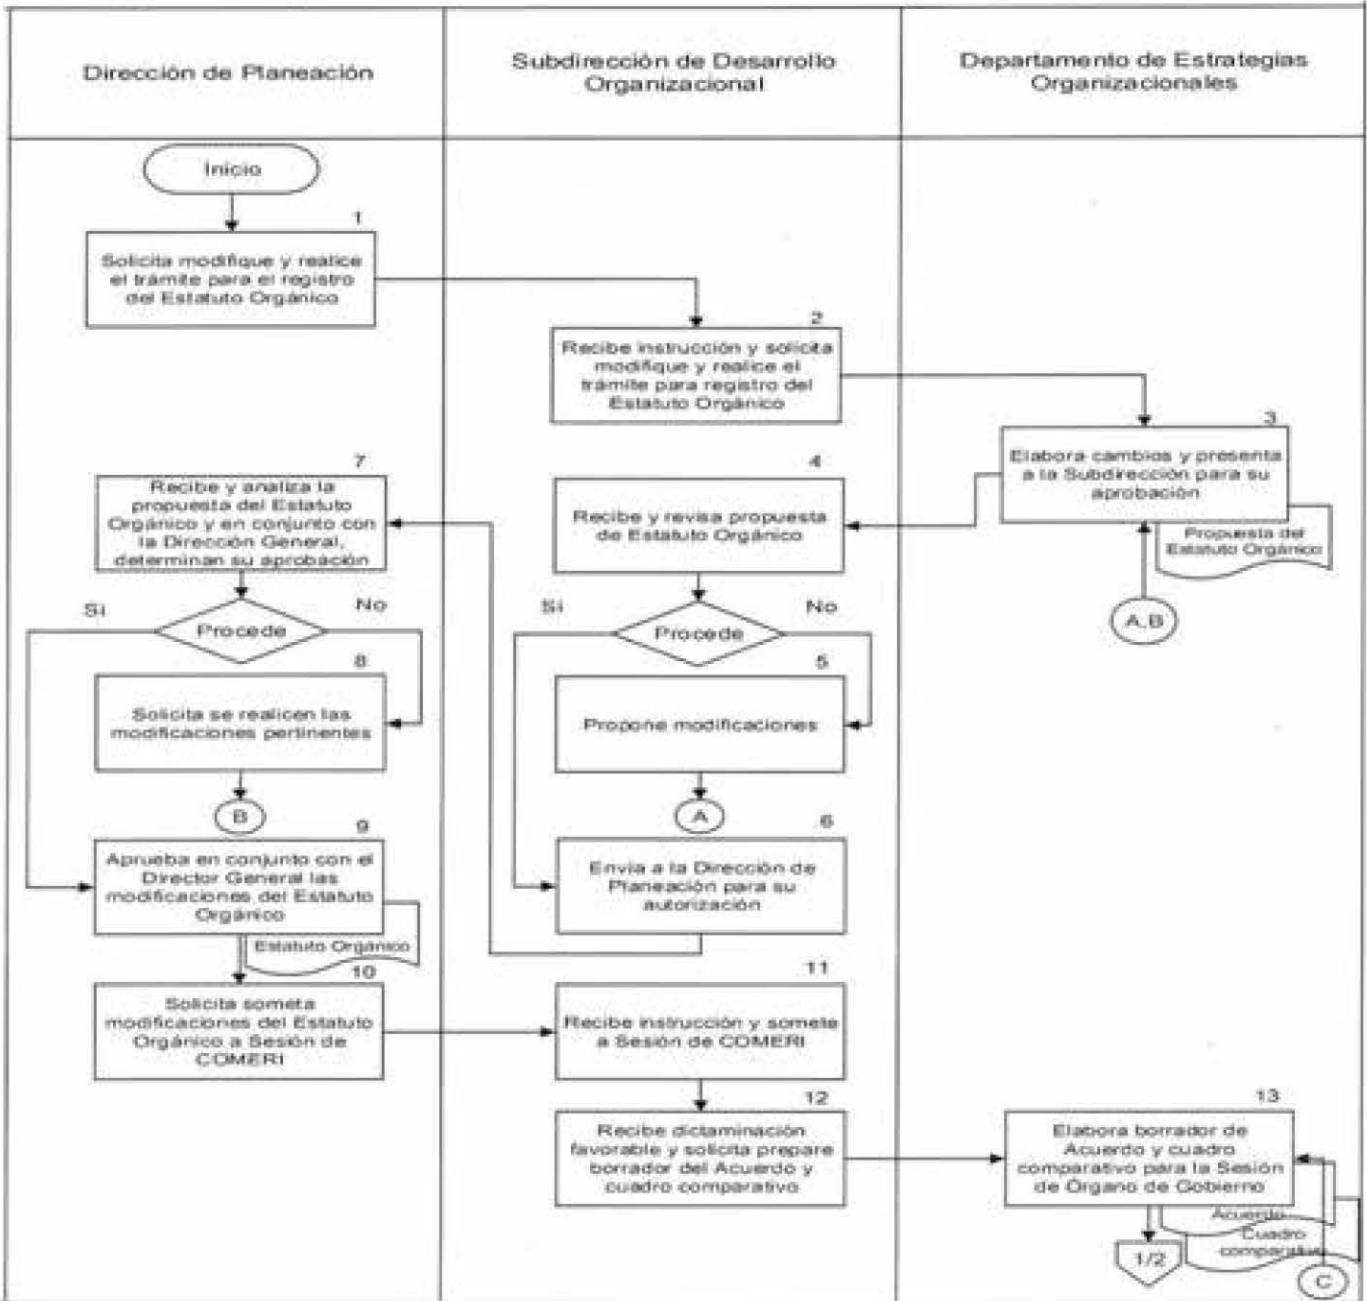 Dirección de Planeación
Subdirección de Desarrollo
Organizacional
Departamento de Estrategias
Organizacionales
Inicio
1
Solicita modifique y realice
el trámite para el registro
del Estatuto Orgánico
2
Recibe instrucción y solicita
modifique y realice el
trámite para registro del
Estatuto Orgánico
3
Elabora cambios y presenta
a la Subdirección para su
aprobación
Propuesta del
Estatuto Orgánico
A,B
4
Recibe y revisa propuesta
de Estatuto Orgánico
Si
Procede
No
5
Propone modificaciones
A
6
Envía a la Dirección de
Planeación para su
autorización
7
Recibe y analiza la
propuesta del Estatuto
Orgánico y en conjunto con
la Dirección General,
determinan su aprobación
Si
Procede
No
8
Solicita se realicen las
modificaciones pertinentes
B
9
Aprueba en conjunto con el
Director General las
modificaciones del Estatuto
Orgánico
Estatuto Orgánico
10
Solicita someta
modificaciones del Estatuto
Orgánico a Sesión de
COMERI
11
Recibe instrucción y somete
a Sesión de COMERI
12
Recibe dictaminación
favorable y solicita prepare
borrador del Acuerdo y
cuadro comparativo
13
Elabora borrador de
Acuerdo y cuadro
comparativo para la Sesión
de Órgano de Gobierno
Acuerdo
Cuadro
comparativo
1/2
C